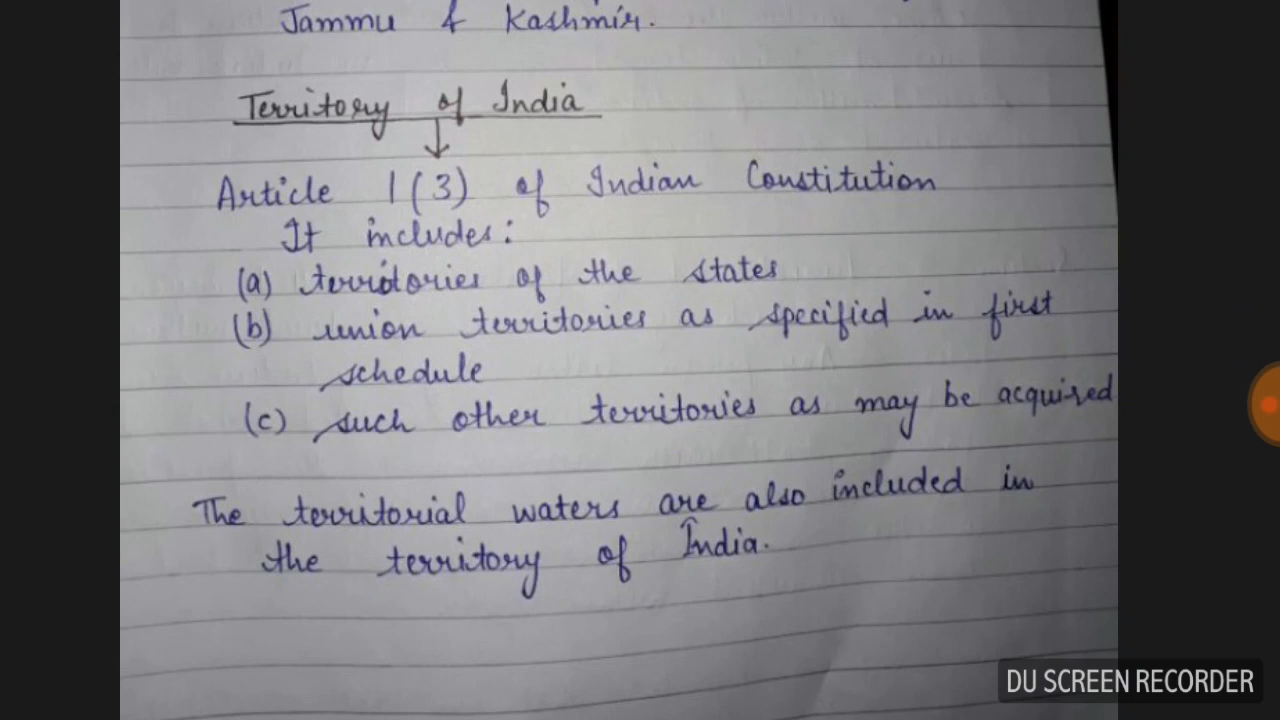 Jammu & Kashmir.
Territory of India
Article 1(3) of Indian Constitution
It includes:
(a) territories of the states
(b) union territories as specified in first
schedule
(c) such other territories as may be acquired
The territorial waters are also included in
the territory of India.
DU SCREEN RECORDER